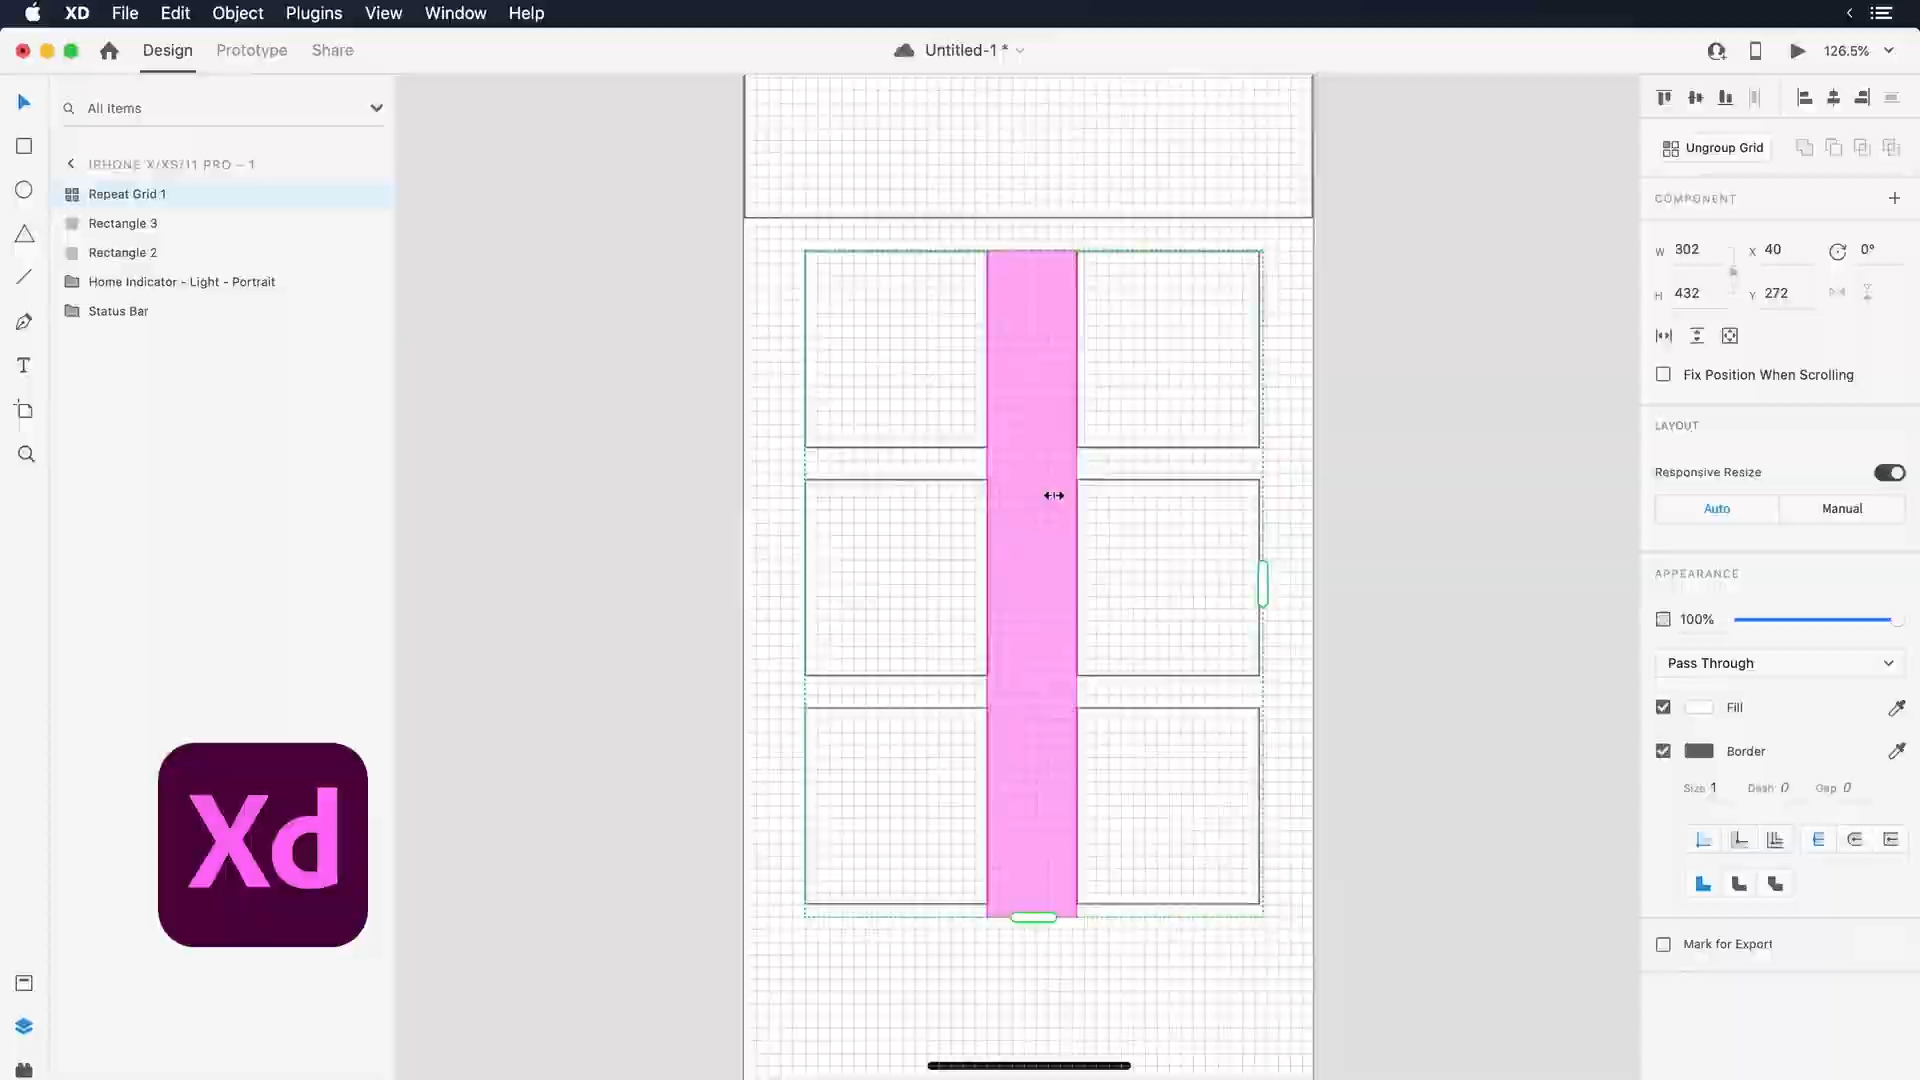 XD File Edit Object Plugins View Window Help
Design Prototype Share
Untitled-1 *
126.5%
All items
IPHONE X/XS/11 PRO – 1
Repeat Grid 1
Rectangle 3
Rectangle 2
Home Indicator - Light - Portrait
Status Bar
Xd
Ungroup Grid
COMPONENT
W 302 X 40 0°
H 432 Y 272
Fix Position When Scrolling
LAYOUT
Responsive Resize
Auto Manual
APPEARANCE
100%
Pass Through
Fill
Border
Size 1 Dash 0 Gap 0
Mark for Export